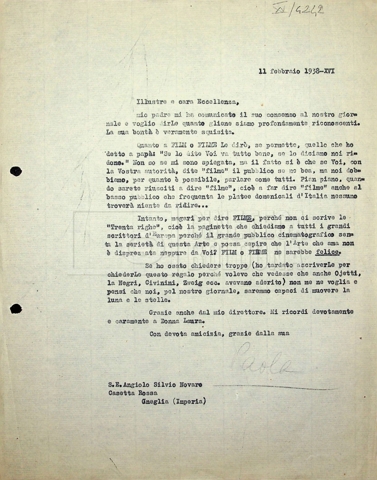 11 febbraio 1938-XVI
Illustre e cara Eccellenza,
mio padre mi ha comunicato il suo consenso al nostro gior-
nale e voglio dirLe quanto gliene siamo profondamente riconoscenti.
La sua bontà è veramente squisita.
Quanto a FILM e FILME Le dirò, se permette, quello che ho
detto a papà: "Se lo dite Voi va tutto bene, se lo diciamo noi ri-
dono." Non so se mi sono spiegata, ma il fatto si è che se Voi, con
la Vostra autorità, dite "filme" il pubblico sa no ben, ma noi dob-
biamo, per quanto è possibile, parlare come tutti. Pian piano, quan-
do sarete riusciti a dire "filme", cioè a far dire "filme" anche al
basso pubblico che frequenta le platee domenicali d'Italia nessuno
troverà niente da ridire...
Intanto, magari per dire FILME, perché non ci scrive le
"Trenta righe", cioè la paginetta che chiediamo a tutti i grandi
scrittori d'Europa perché il grande pubblico cinematografico sen-
ta la serietà di questa Arte e possa capire che l'Arte che ama non
è disprezzata neppure da Voi? FILM e FILME ne sarebbe felice.
Se ho osato chiedere troppo (ho tardato a scriverle per
chiederLe questo regalo perché volevo che vedesse che anche Ojetti,
la Negri, Civinini, Zweig ecc. avevano aderito) non me ne voglia e
pensi che noi, pel nostro giornale, saremmo capaci di muovere la
luna e le stelle.
Grazie anche dal mio direttore. Mi ricordi devotamente
e caramente a Donna Laura.
Con devota amicizia, grazie dalla sua
S.E. Angiolo Silvio Novaro
Casetta Rossa
Oneglia (Imperia)